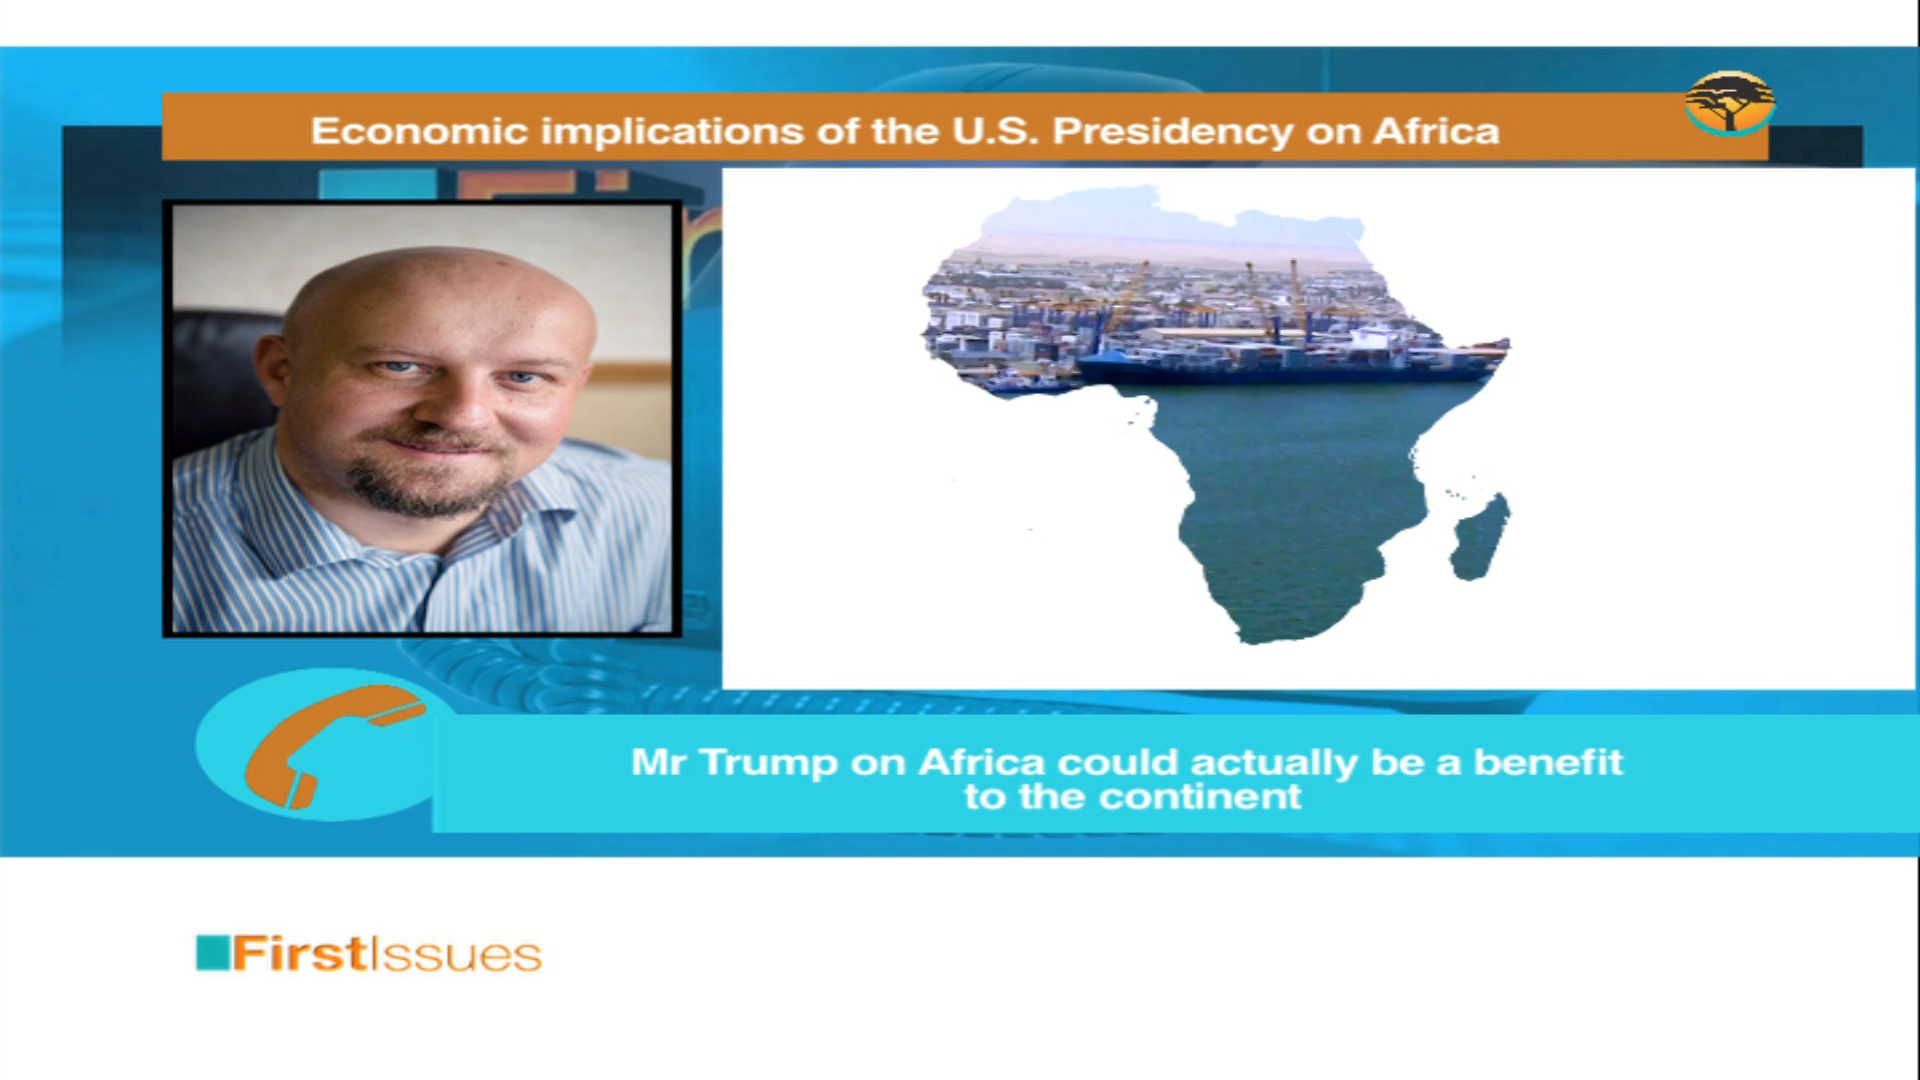 Economic implications of the U.S. Presidency on Africa
Mr Trump on Africa could actually be a benefit
to the continent
FirstIssues